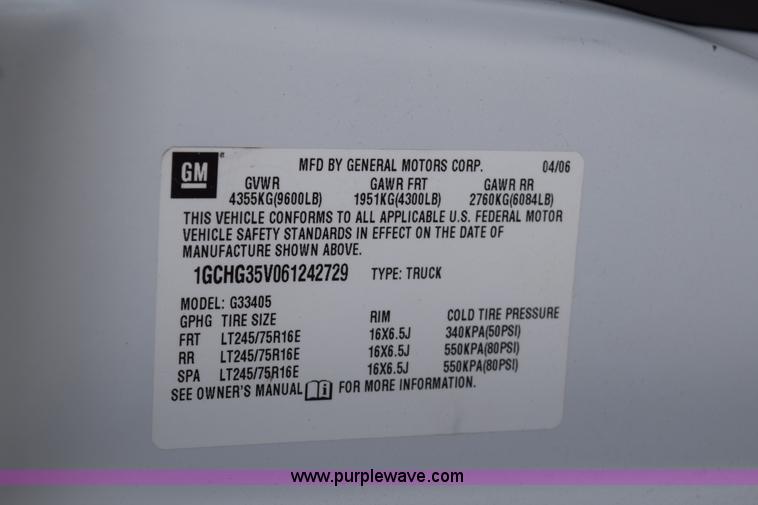 GM MFD BY GENERAL MOTORS CORP. 04/06
GVWR GAWR FRT GAWR RR
4355KG(9600LB) 1951KG(4300LB) 2760KG(6084LB)
THIS VEHICLE CONFORMS TO ALL APPLICABLE U.S. FEDERAL MOTOR
VEHICLE SAFETY STANDARDS IN EFFECT ON THE DATE OF
MANUFACTURE SHOWN ABOVE.
1GCHG35V061242729 TYPE: TRUCK
MODEL: G33405
GPHG TIRE SIZE RIM COLD TIRE PRESSURE
FRT LT245/75R16E 16X6.5J 340KPA(50PSI)
RR LT245/75R16E 16X6.5J 550KPA(80PSI)
SPA LT245/75R16E 16X6.5J 550KPA(80PSI)
SEE OWNER'S MANUAL FOR MORE INFORMATION.
www.purplewave.com